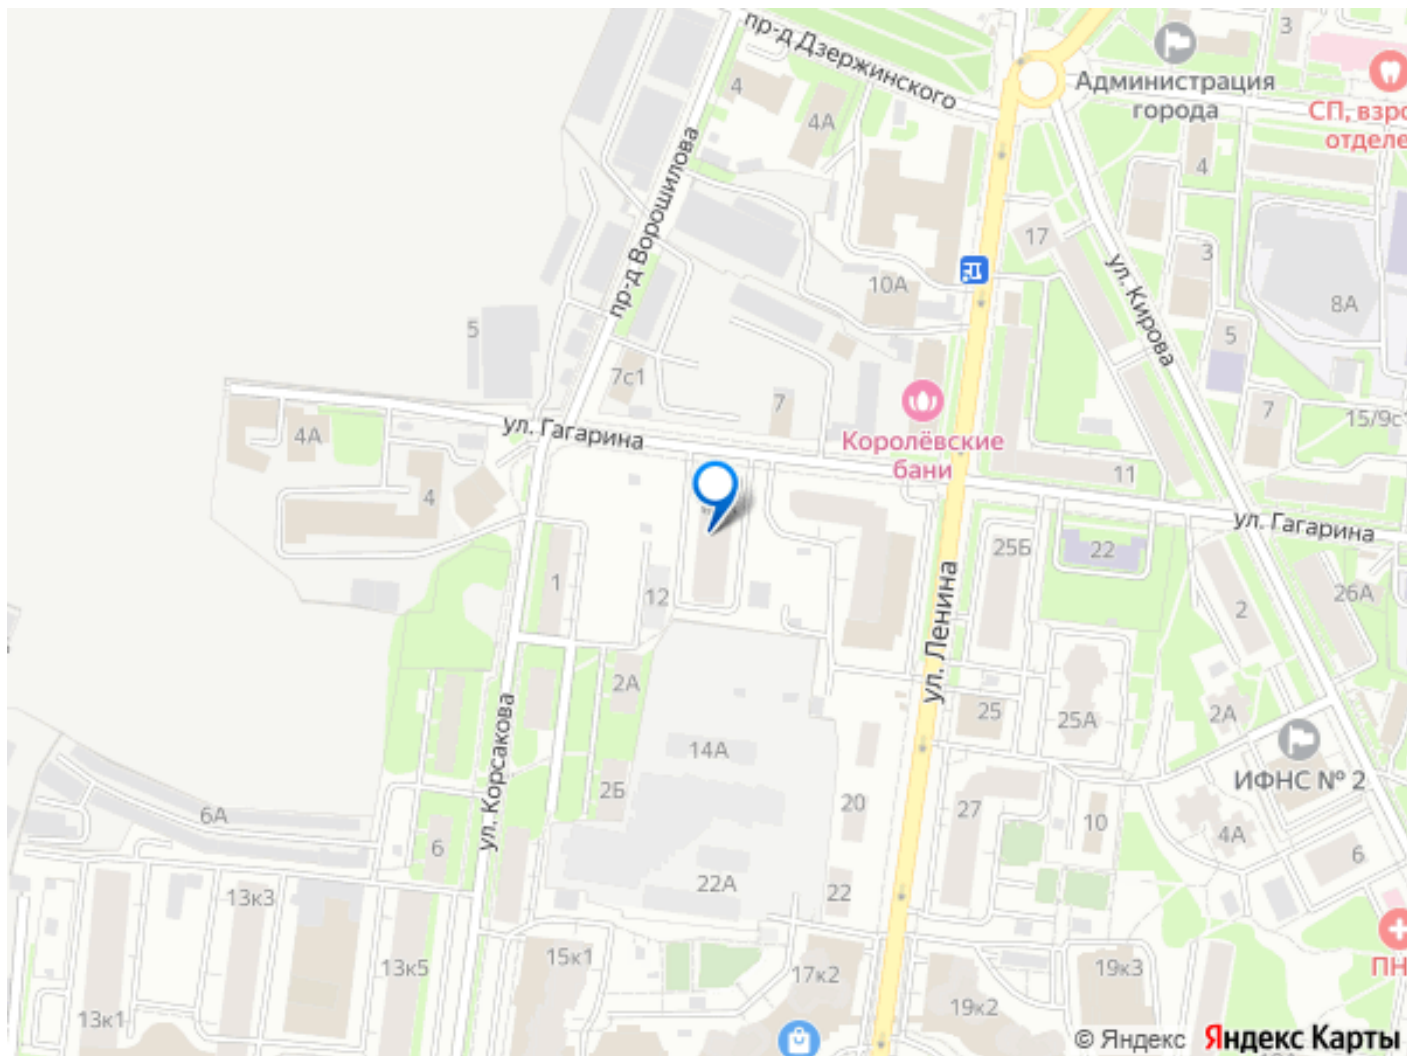 пр-д Дзержинского
3
Администрация
города
СП, взро
отделе
4
4А
4
пр-д Ворошилова
17
3
10А
ул. Кирова
8А
5
5
7с1
7
Королёвские
бани
7
15/9с1
ул. Гагарина
4А
11
4
ул. Гагарина
25Б
22
1
12
2
26А
ул. Ленина
2А
25
25А
2А
ул. Корсакова
14А
ИФНС № 2
2Б
20
27
10
4А
6А
6
6
22А
22
13к3
13к5
15к1
17к2
19к3
19к2
ПН
13к1
© Яндекс Яндекс Карты